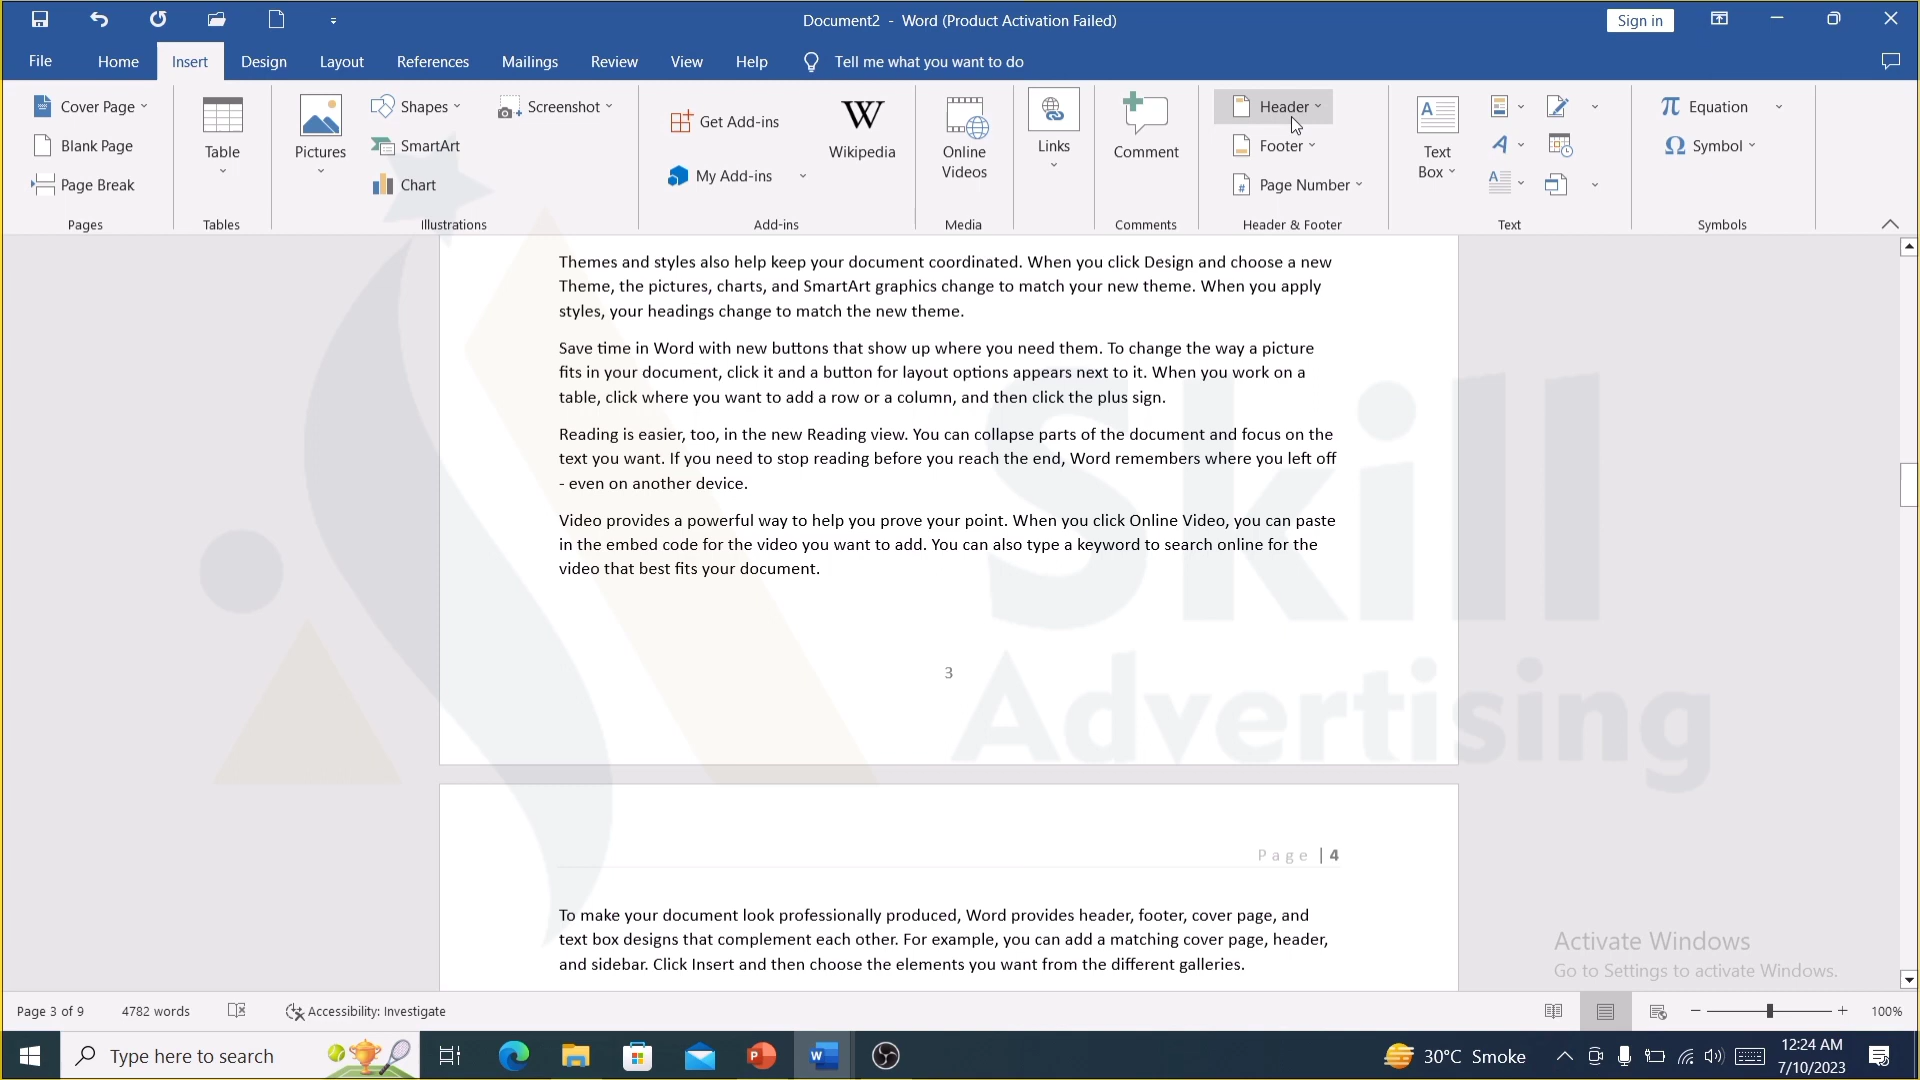 Document2 - Word (Product Activation Failed)
Sign in
File Home Insert Design Layout References Mailings Review View Help Tell me what you want to do
Cover Page
Blank Page
Page Break
Pages
Table
Tables
Pictures
Shapes
SmartArt
Chart
Screenshot
Illustrations
Get Add-ins
My Add-ins
Wikipedia
Add-ins
Online
Videos
Media
Links
Comment
Comments
Header
Footer
Page Number
Header & Footer
Text
Box
Text
Equation
Symbol
Symbols
Themes and styles also help keep your document coordinated. When you click Design and choose a new
Theme, the pictures, charts, and SmartArt graphics change to match your new theme. When you apply
styles, your headings change to match the new theme.
Save time in Word with new buttons that show up where you need them. To change the way a picture
fits in your document, click it and a button for layout options appears next to it. When you work on a
table, click where you want to add a row or a column, and then click the plus sign.
Reading is easier, too, in the new Reading view. You can collapse parts of the document and focus on the
text you want. If you need to stop reading before you reach the end, Word remembers where you left off
- even on another device.
Video provides a powerful way to help you prove your point. When you click Online Video, you can paste
in the embed code for the video you want to add. You can also type a keyword to search online for the
video that best fits your document.
3
Page | 4
To make your document look professionally produced, Word provides header, footer, cover page, and
text box designs that complement each other. For example, you can add a matching cover page, header,
and sidebar. Click Insert and then choose the elements you want from the different galleries.
Skill
Advertising
Activate Windows
Go to Settings to activate Windows.
Page 3 of 9 4782 words Accessibility: Investigate 100%
Type here to search
30°C Smoke
12:24 AM
7/10/2023